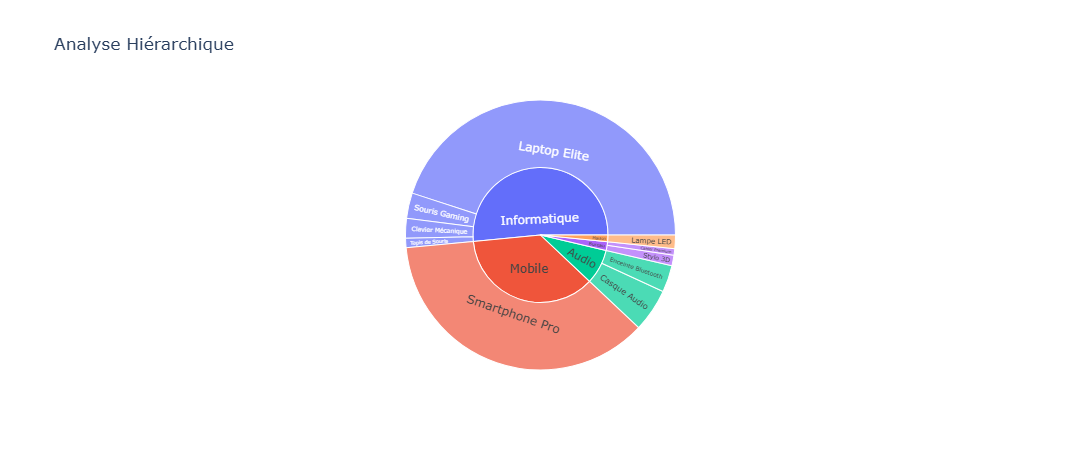 Analyse Hiérarchique
Laptop Elite
Souris Gaming
Clavier Mécanique
Tapis de Souris
Informatique
Mobile
Smartphone Pro
Audio
Casque Audio
Enceinte Bluetooth
Stylo 3D
Lampe LED